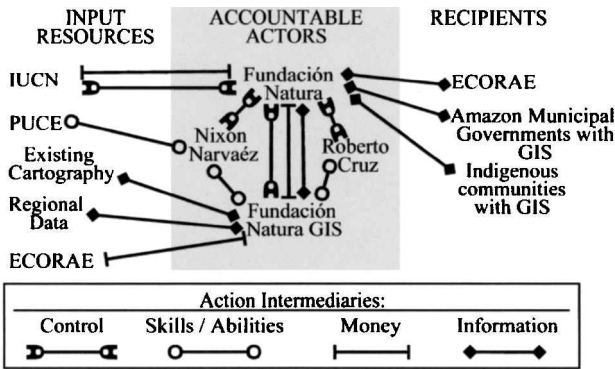 INPUT
RESOURCES
ACCOUNTABLE
ACTORS
RECIPIENTS
IUCN
PUCE
Existing
Cartography
Regional
Data
ECORAE
Fundación
Natura
Nixon
Narvaéz
Roberto
Cruz
Fundación
Natura GIS
ECORAE
Amazon Municipal
Governments with
GIS
Indigenous
communities
with GIS
Action Intermediaries:
Control Skills / Abilities Money Information